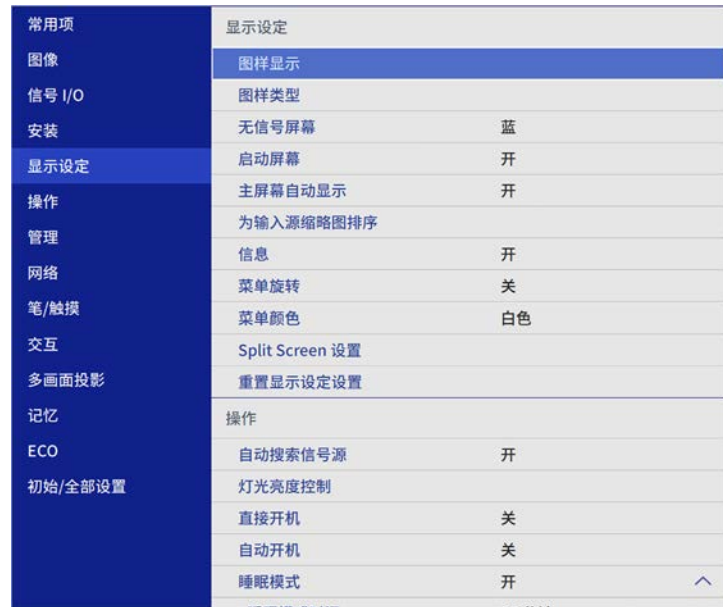 常用项
图像
信号 I/O
安装
显示设定
操作
管理
网络
笔/触摸
交互
多画面投影
记忆
ECO
初始/全部设置
显示设定
图样显示
图样类型
无信号屏幕 蓝
启动屏幕 开
主屏幕自动显示 开
为输入源缩略图排序
信息 开
菜单旋转 关
菜单颜色 白色
Split Screen 设置
重置显示设定设置
操作
自动搜索信号源 开
灯光亮度控制
直接开机 关
自动开机 关
睡眠模式 开